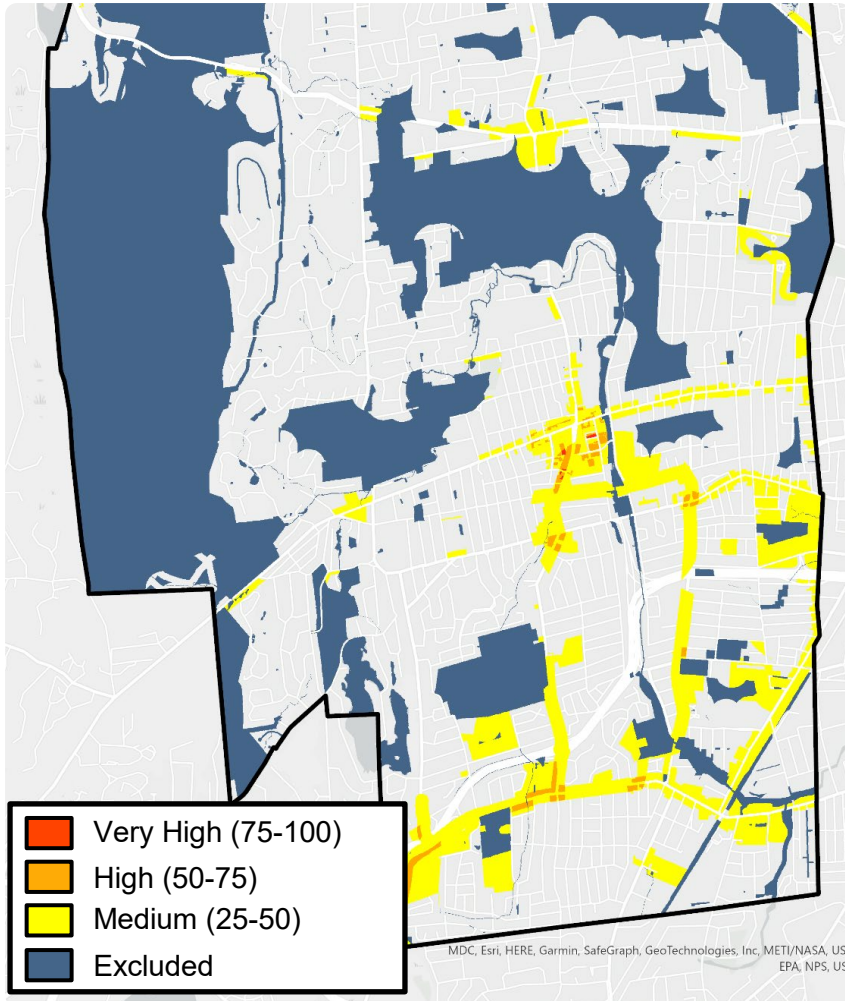 Very High (75-100)
High (50-75)
Medium (25-50)
Excluded
MDC, Esri, HERE, Garmin, SafeGraph, GeoTechnologies, Inc, METI/NASA, US
EPA, NPS, US